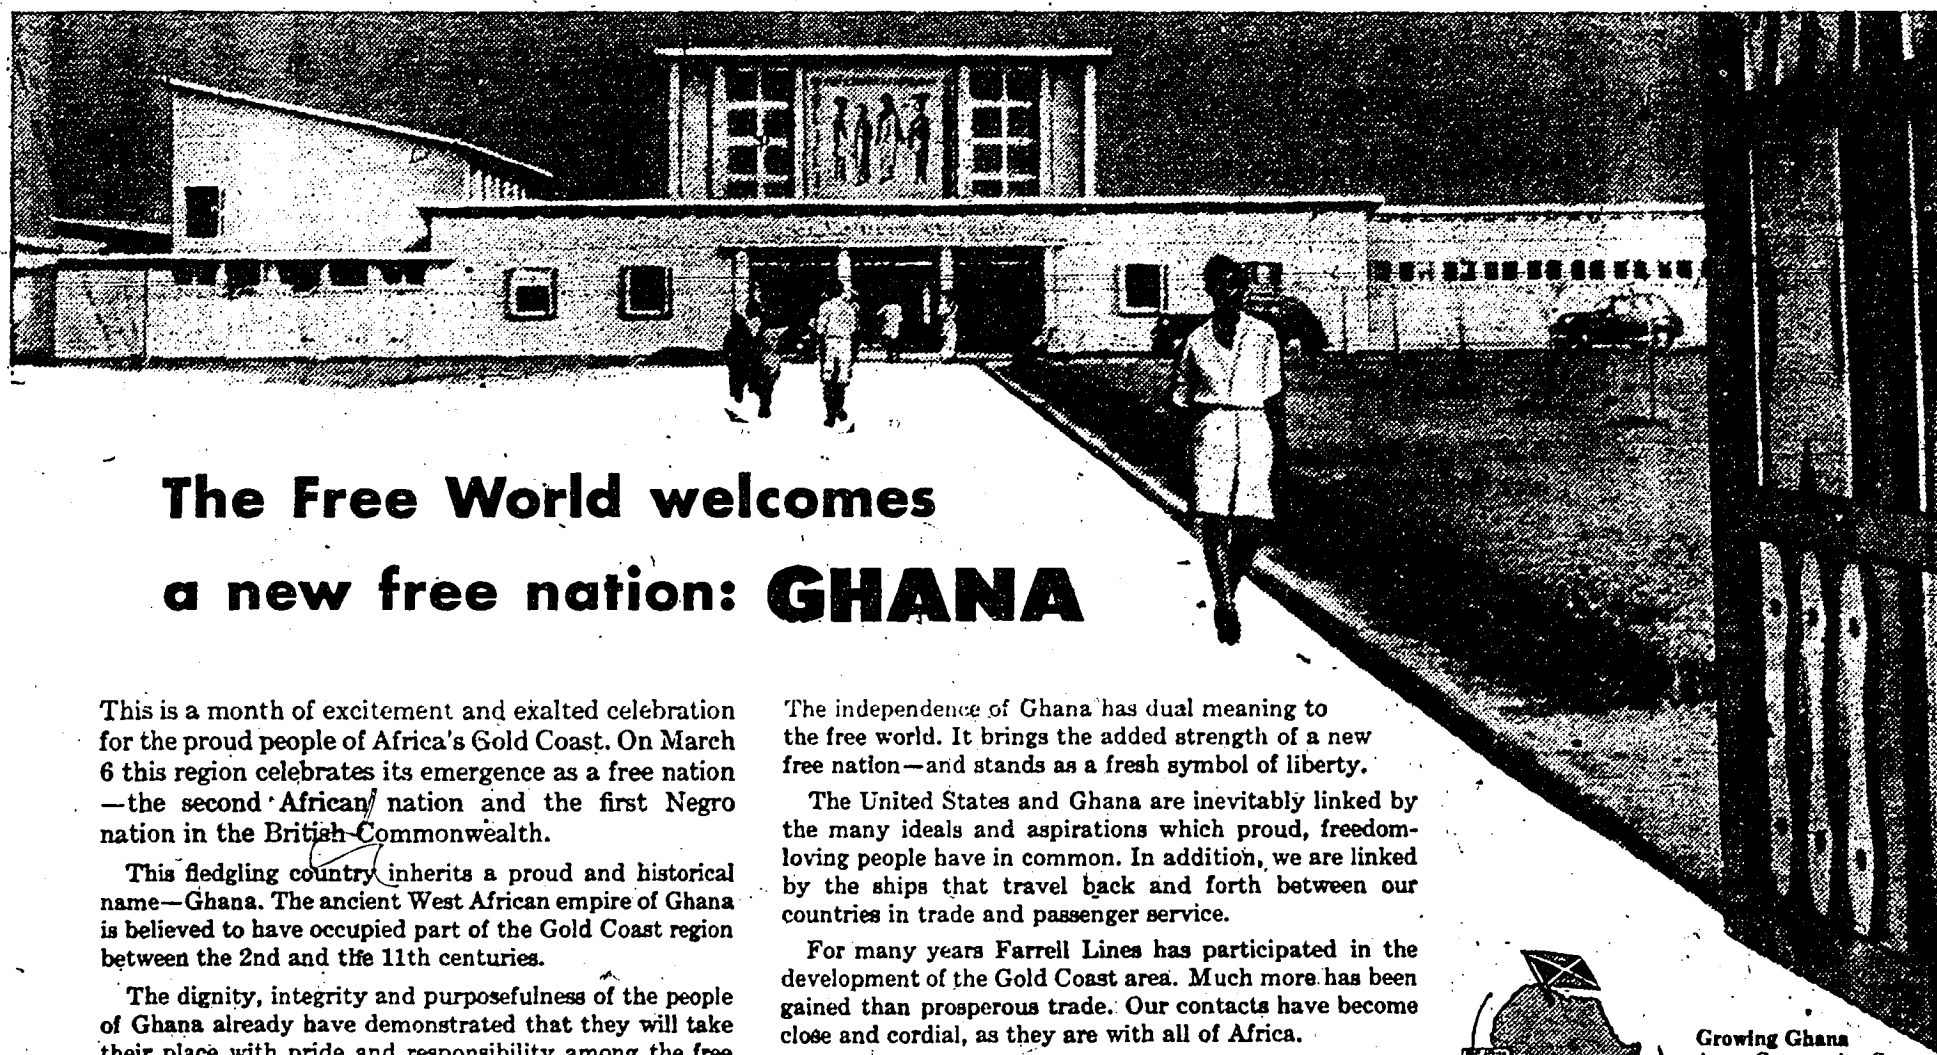 The Free World welcomes
a new free nation: GHANA
This is a month of excitement and exalted celebration
for the proud people of Africa's Gold Coast. On March
6 this region celebrates its emergence as a free nation
—the second African nation and the first Negro
nation in the British Commonwealth.
This fledgling country inherits a proud and historical
name—Ghana. The ancient West African empire of Ghana
is believed to have occupied part of the Gold Coast region
between the 2nd and the 11th centuries.
The dignity, integrity and purposefulness of the people
of Ghana already have demonstrated that they will take
their place with pride and responsibility among the free
The independence of Ghana has dual meaning to
the free world. It brings the added strength of a new
free nation—and stands as a fresh symbol of liberty.
The United States and Ghana are inevitably linked by
the many ideals and aspirations which proud, freedom-
loving people have in common. In addition, we are linked
by the ships that travel back and forth between our
countries in trade and passenger service.
For many years Farrell Lines has participated in the
development of the Gold Coast area. Much more has been
gained than prosperous trade. Our contacts have become
close and cordial, as they are with all of Africa.
Growing Ghana